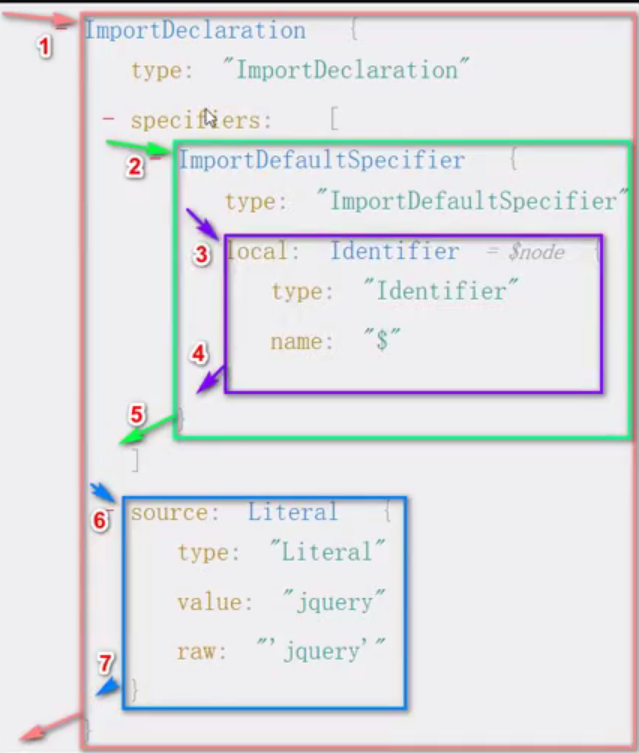 ImportDeclaration {
1
type: "ImportDeclaration"
- specifiers: [
2
- ImportDefaultSpecifier {
type: "ImportDefaultSpecifier"
3
local: Identifier = $node {
type: "Identifier"
name: "$"
4
5
}
]
6
- source: Literal {
type: "Literal"
value: "jquery"
raw: "'jquery'"
7
}
}